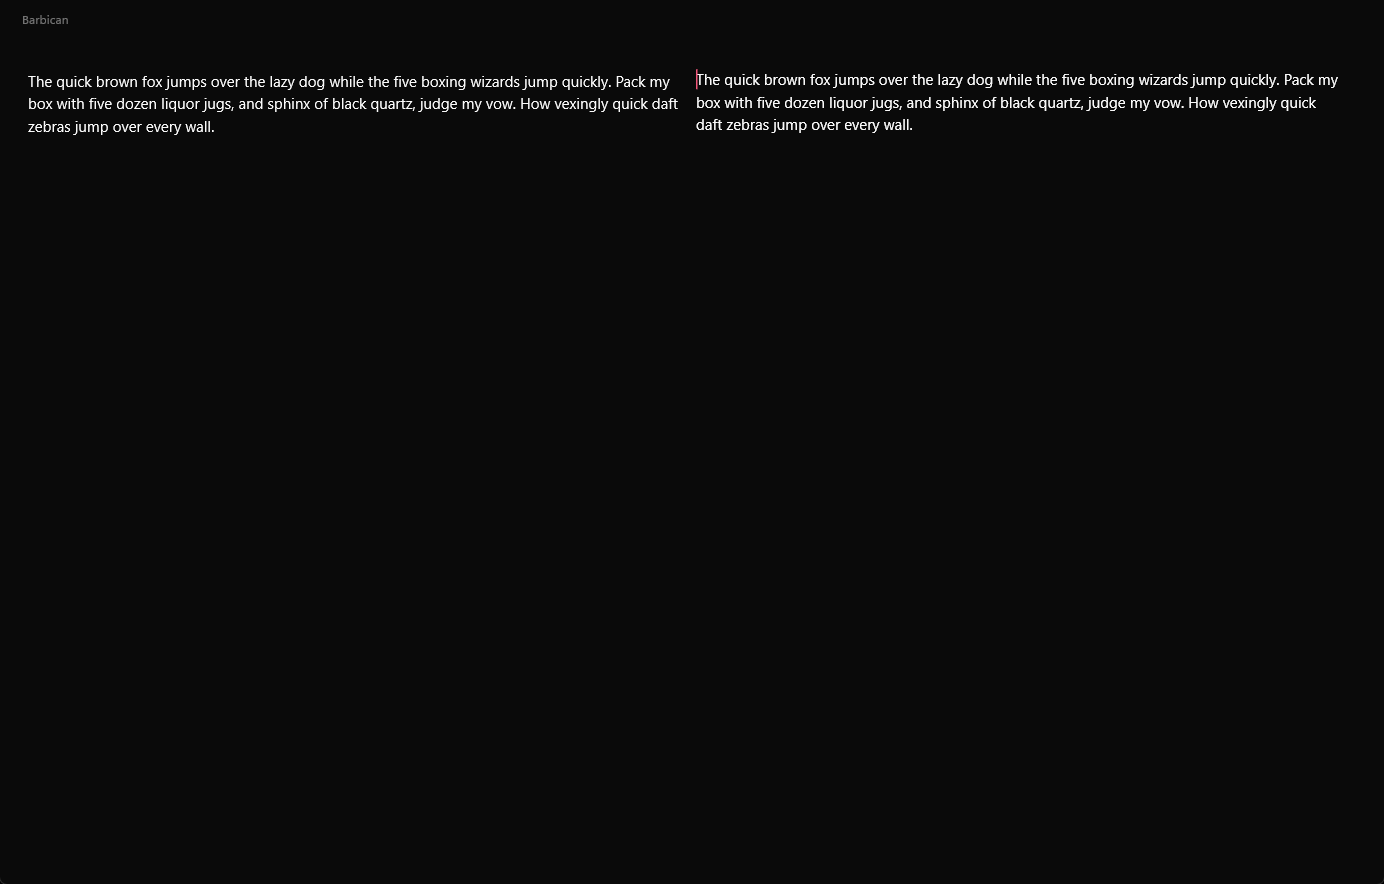 Barbican
The quick brown fox jumps over the lazy dog while the five boxing wizards jump quickly. Pack my
box with five dozen liquor jugs, and sphinx of black quartz, judge my vow. How vexingly quick daft
zebras jump over every wall.
The quick brown fox jumps over the lazy dog while the five boxing wizards jump quickly. Pack my
box with five dozen liquor jugs, and sphinx of black quartz, judge my vow. How vexingly quick
daft zebras jump over every wall.